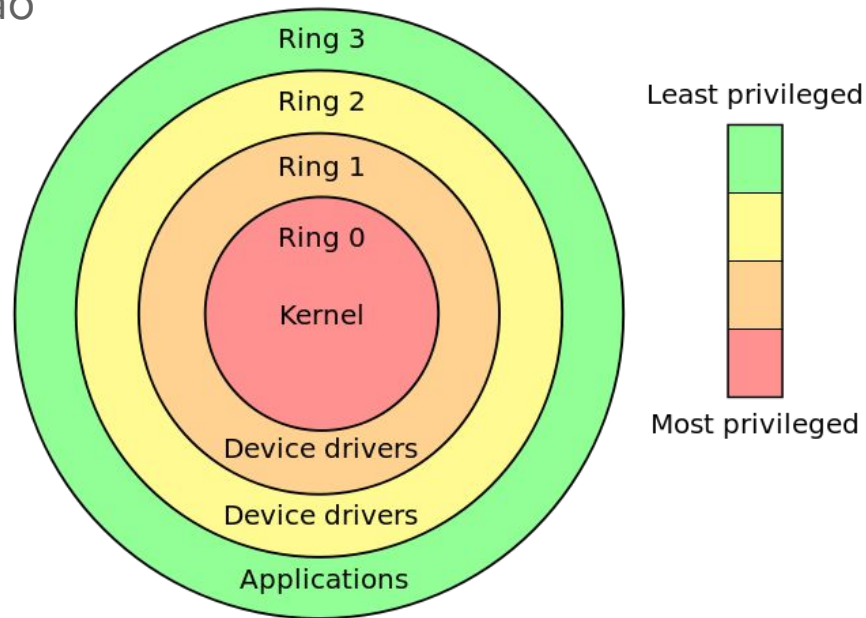 Ring 3
Ring 2
Ring 1
Ring 0
Kernel
Device drivers
Device drivers
Applications
Least privileged
Most privileged